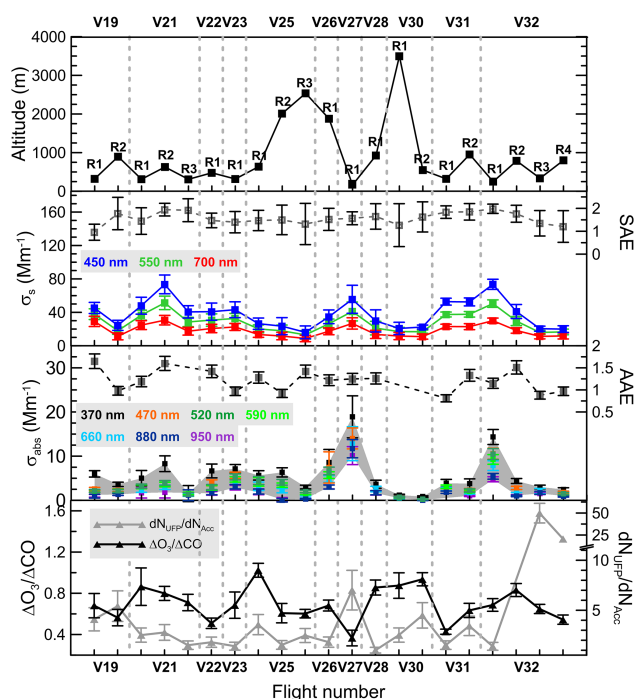 V19 V21 V22 V23 V25 V26 V27 V28 V30 V31 V32
4000
3000
2000
1000
0
Altitude (m)
R1 R2 R1 R2 R3 R1 R1 R1 R2 R3 R1 R1 R1 R1 R2 R1 R2 R1 R2 R3 R4
160
120
80
40
0
σs (Mm-1)
2
1
0
SAE
450 nm 550 nm 700 nm
30
20
10
0
σabs (Mm-1)
2
1.5
1.0
0.5
AAE
370 nm 470 nm 520 nm 590 nm
660 nm 880 nm 950 nm
1.6
1.2
0.8
0.4
ΔO3/ΔCO
dNUFP/dNAcc
ΔO3/ΔCO
50
25
10
5
dNUFP/dNAcc
V19 V21 V22 V23 V25 V26 V27 V28 V30 V31 V32
Flight number